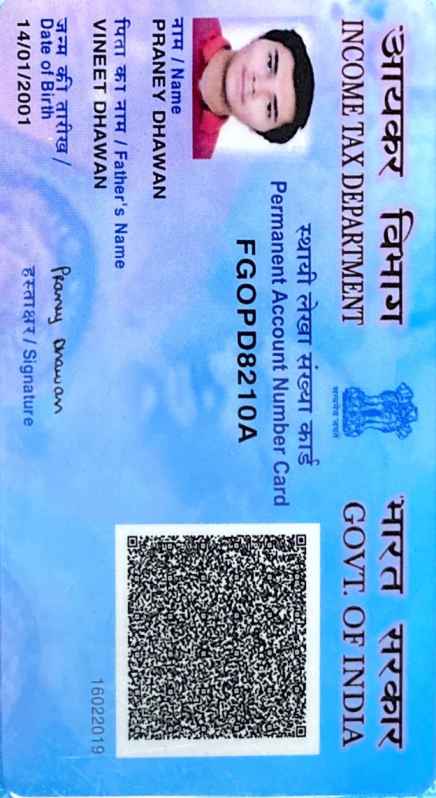 आयकर विभाग
INCOME TAX DEPARTMENT
भारत सरकार
GOVT. OF INDIA
सत्यमेव जयते
स्थायी लेखा संख्या कार्ड
Permanent Account Number Card
FGOPD8210A
नाम / Name
PRANEY DHAWAN
पिता का नाम / Father's Name
VINEET DHAWAN
जन्म की तारीख /
Date of Birth
14/01/2001
Praney Dhawan
हस्ताक्षर / Signature
16022019